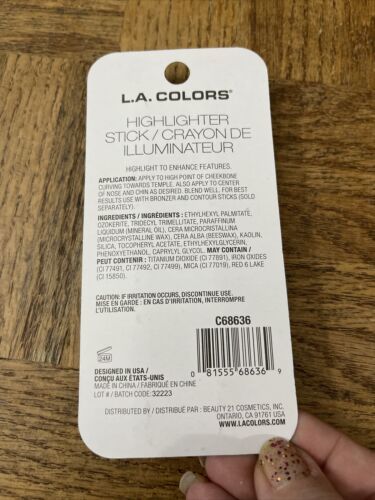 L.A. COLORS®
HIGHLIGHTER
STICK / CRAYON DE
ILLUMINATEUR
HIGHLIGHT TO ENHANCE FEATURES.
APPLICATION: APPLY TO HIGH POINT OF CHEEKBONE
CURVING TOWARDS TEMPLE. ALSO APPLY TO CENTER
OF NOSE AND CHIN AS DESIRED. BLEND WELL. FOR BEST
RESULTS USE WITH BRONZER AND CONTOUR STICKS (SOLD
SEPARATELY).
INGREDIENTS / INGRÉDIENTS : ETHYLHEXYL PALMITATE,
OZOKERITE, TRIDECYL TRIMELLITATE, PARAFFINUM
LIQUIDUM (MINERAL OIL), CERA MICROCRISTALLINA
(MICROCRYSTALLINE WAX), CERA ALBA (BEESWAX), KAOLIN,
SILICA, TOCOPHERYL ACETATE, ETHYLHEXYLGLYCERIN,
PHENOXYETHANOL, CAPRYLYL GLYCOL. MAY CONTAIN /
PEUT CONTENIR : TITANIUM DIOXIDE (CI 77891), IRON OXIDES
(CI 77491, CI 77492, CI 77499), MICA (CI 77019), RED 6 LAKE
(CI 15850).
CAUTION: IF IRRITATION OCCURS, DISCONTINUE USE.
MISE EN GARDE : EN CAS D'IRRITATION, INTERROMPRE
L'UTILISATION.
C68636
24M
0 81555 68636 9
DESIGNED IN USA /
CONÇU AUX ÉTATS-UNIS
MADE IN CHINA / FABRIQUÉ EN CHINE
LOT # / BATCH CODE: 32223
DISTRIBUTED BY / DISTRIBUÉ PAR : BEAUTY 21 COSMETICS, INC.
ONTARIO, CA 91761 USA
WWW.LACOLORS.COM